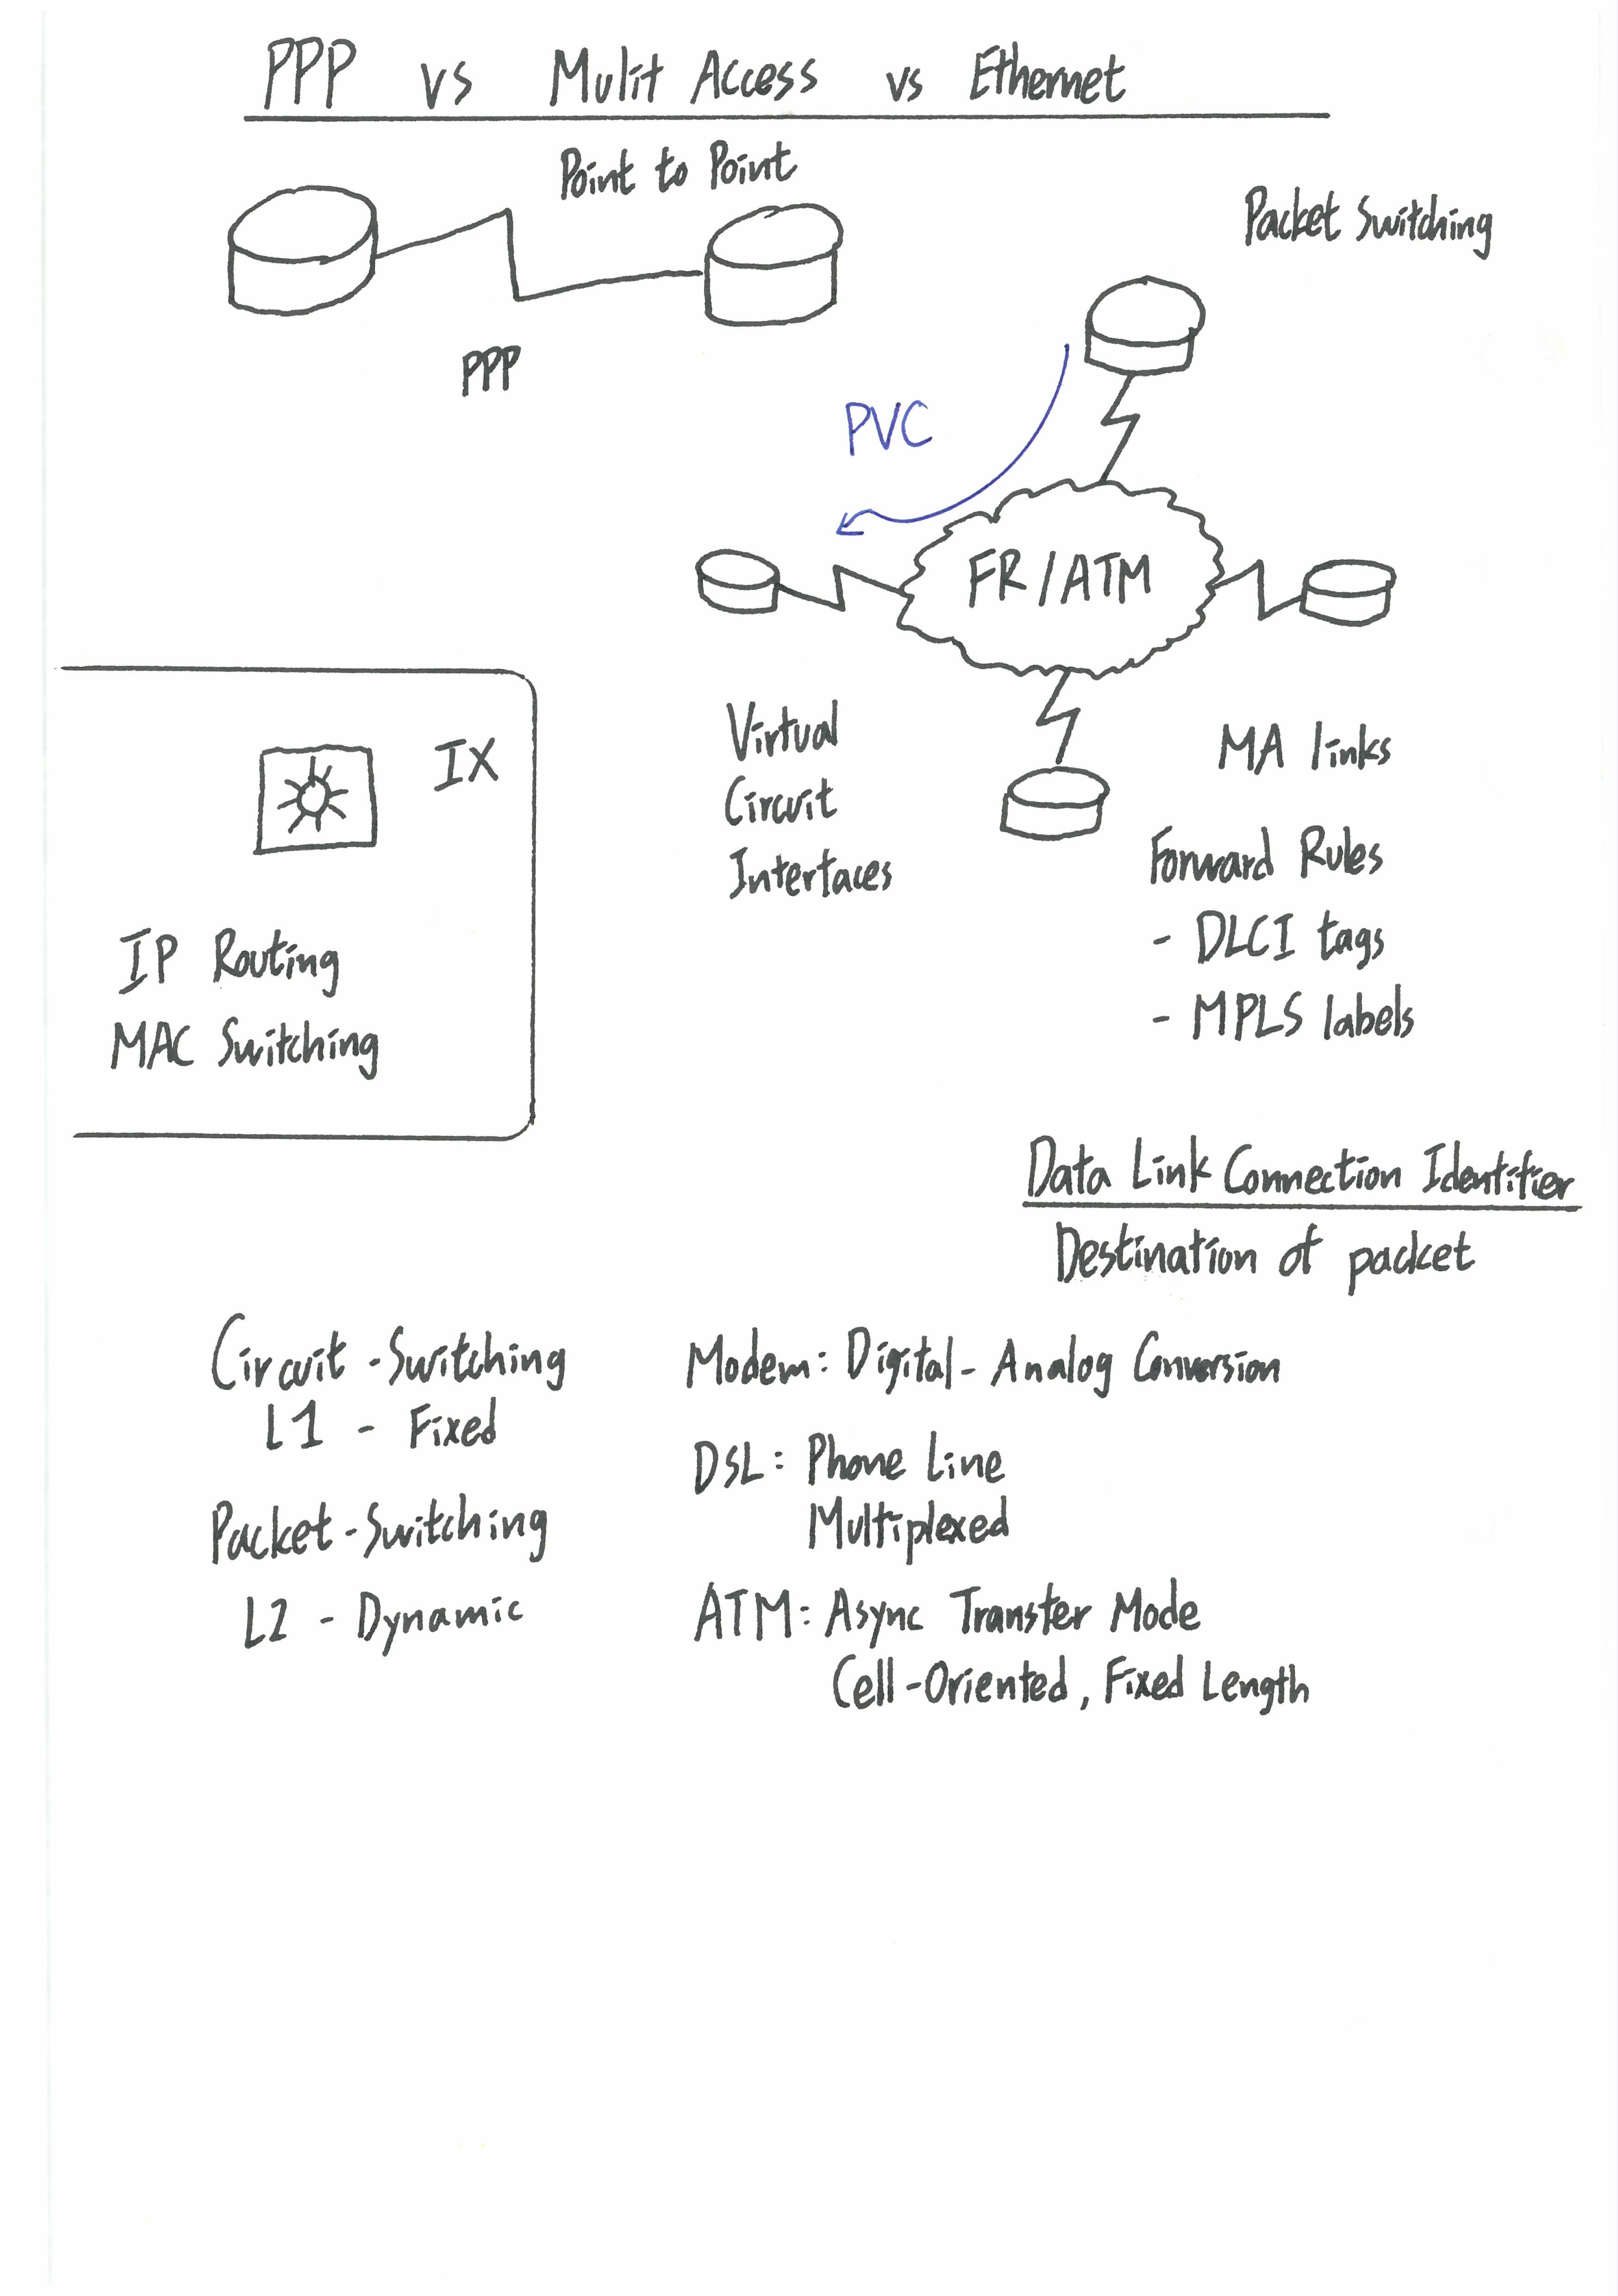 PPP vs Mulit Access vs Ethernet
Point to Point
PPP
Packet Switching
PVC
FR/ATM
Virtual
Circuit
Interfaces
MA links
Forward Rules
- DLCI tags
- MPLS labels
IX
IP Routing
MAC Switching
Data Link Connection Identifier
Destination of packet
Circuit-Switching
L1 - Fixed
Packet-Switching
L2 - Dynamic
Modem: Digital-Analog Conversion
DSL: Phone Line
Multiplexed
ATM: Async Transfer Mode
Cell-Oriented, Fixed Length